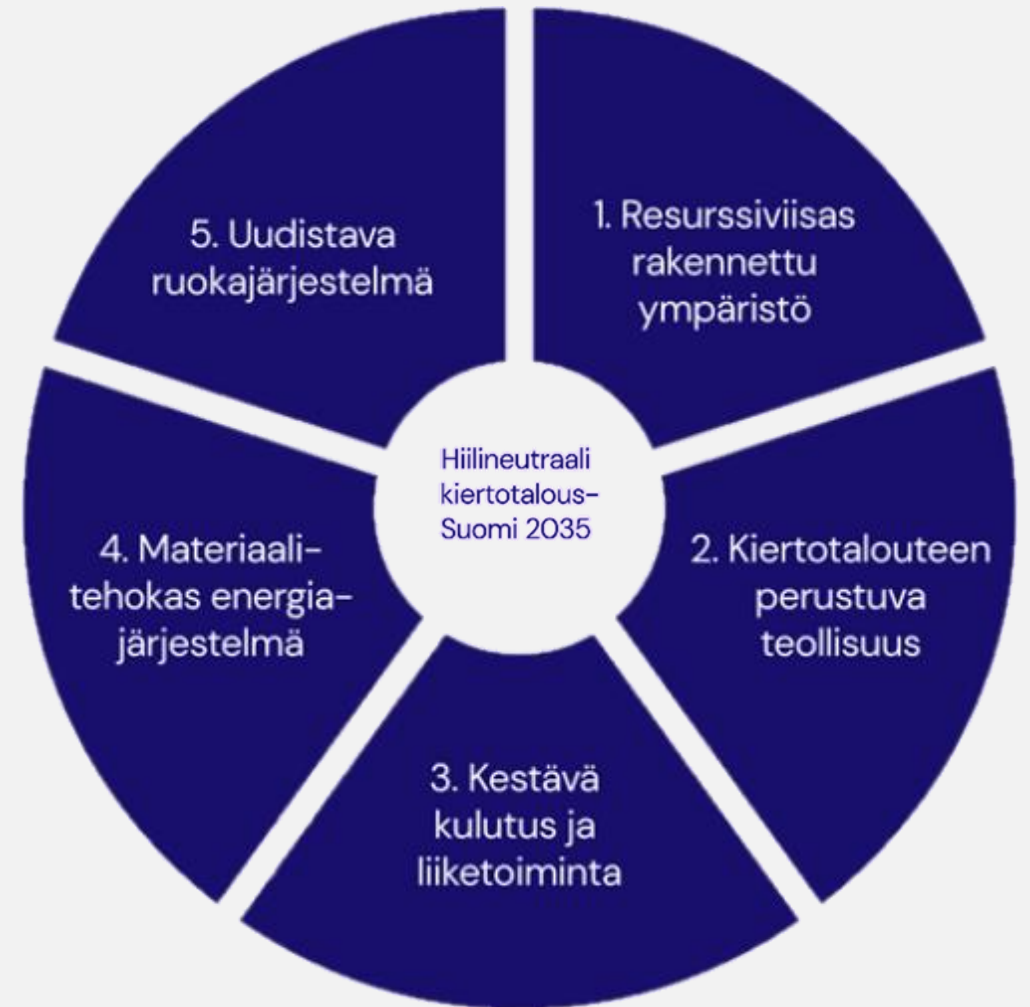 Hiilineutraali
kiertotalous-
Suomi 2035
1. Resurssiviisas
rakennettu
ympäristö
2. Kiertotalouteen
perustuva
teollisuus
3. Kestävä
kulutus ja
liiketoiminta
4. Materiaali-
tehokas energia-
järjestelmä
5. Uudistava
ruokajärjestelmä